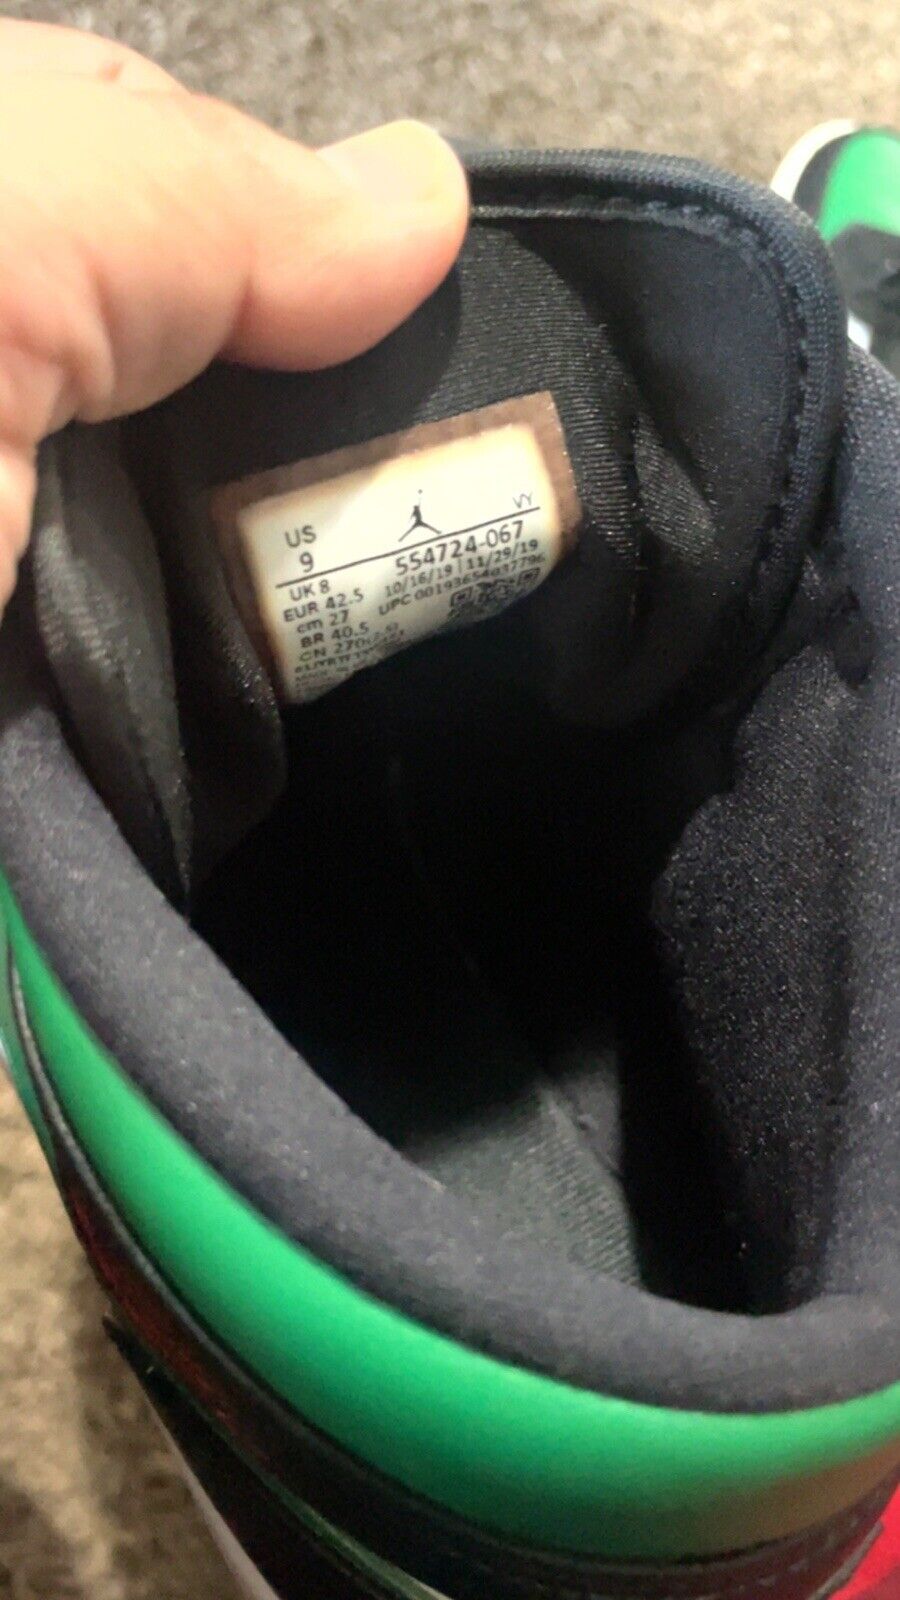 US
9
VY
554724-067
UK 8
10/16/19 | 11/29/19
EUR 42.5
UPC
cm 27
BR 40.5
CN